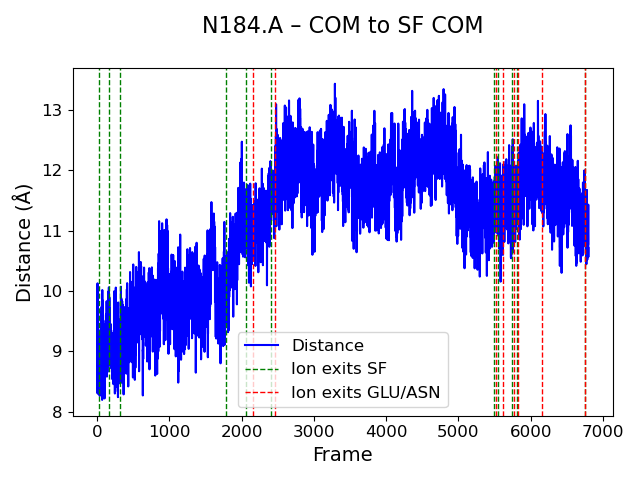 N184.A – COM to SF COM
Distance (Å)
13
12
11
10
9
8
Distance
Ion exits SF
Ion exits GLU/ASN
0 1000 2000 3000 4000 5000 6000 7000
Frame